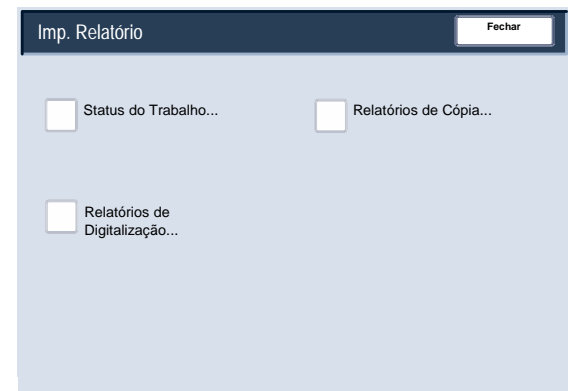 Imp. Relatório
Fechar
Status do Trabalho...
Relatórios de Cópia...
Relatórios de
Digitalização...